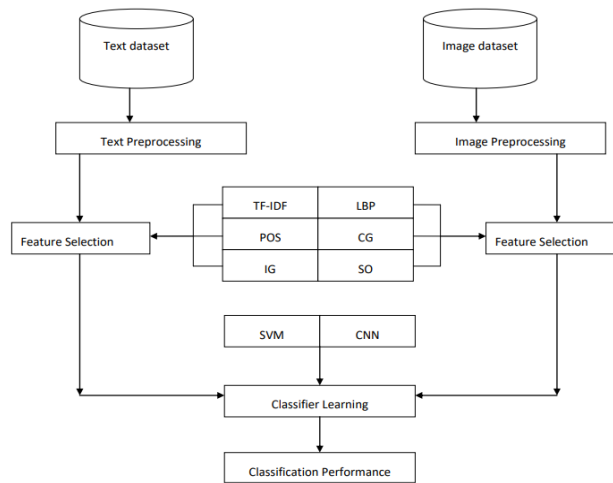 Text dataset
Image dataset
Text Preprocessing
Image Preprocessing
TF-IDF
LBP
Feature Selection
POS
CG
Feature Selection
IG
SO
SVM
CNN
Classifier Learning
Classification Performance